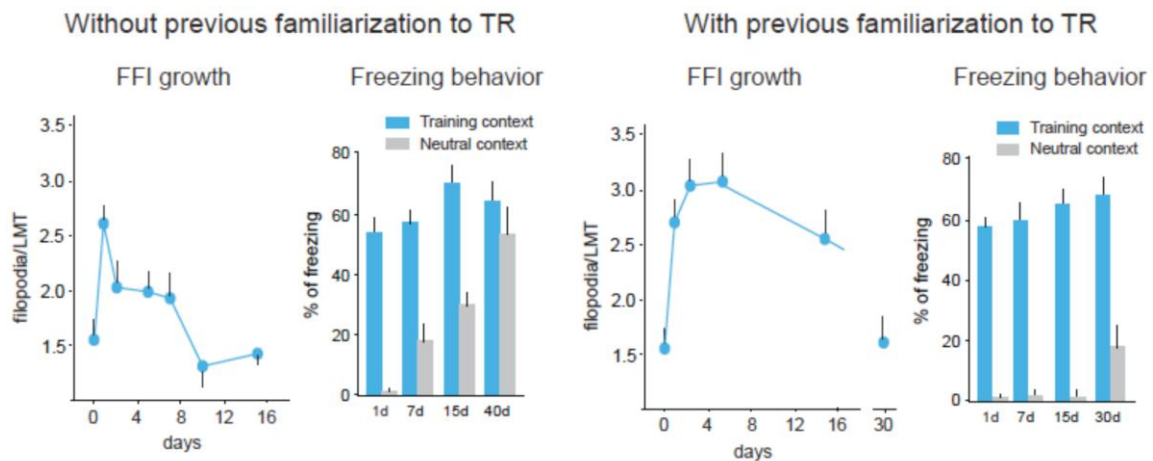 Without previous familiarization to TR
FFI growth
Freezing behavior
3.5
3.0
2.5
2.0
1.5
filopodia/LMT
0 4 8 12 16
days
Training context
Neutral context
80
60
40
20
0
% of freezing
1d 7d 15d 40d
With previous familiarization to TR
FFI growth
Freezing behavior
3.5
3.0
2.5
2.0
1.5
filopodia/LMT
0 4 8 12 16 30
days
Training context
Neutral context
80
60
40
20
0
% of freezing
1d 7d 15d 30d